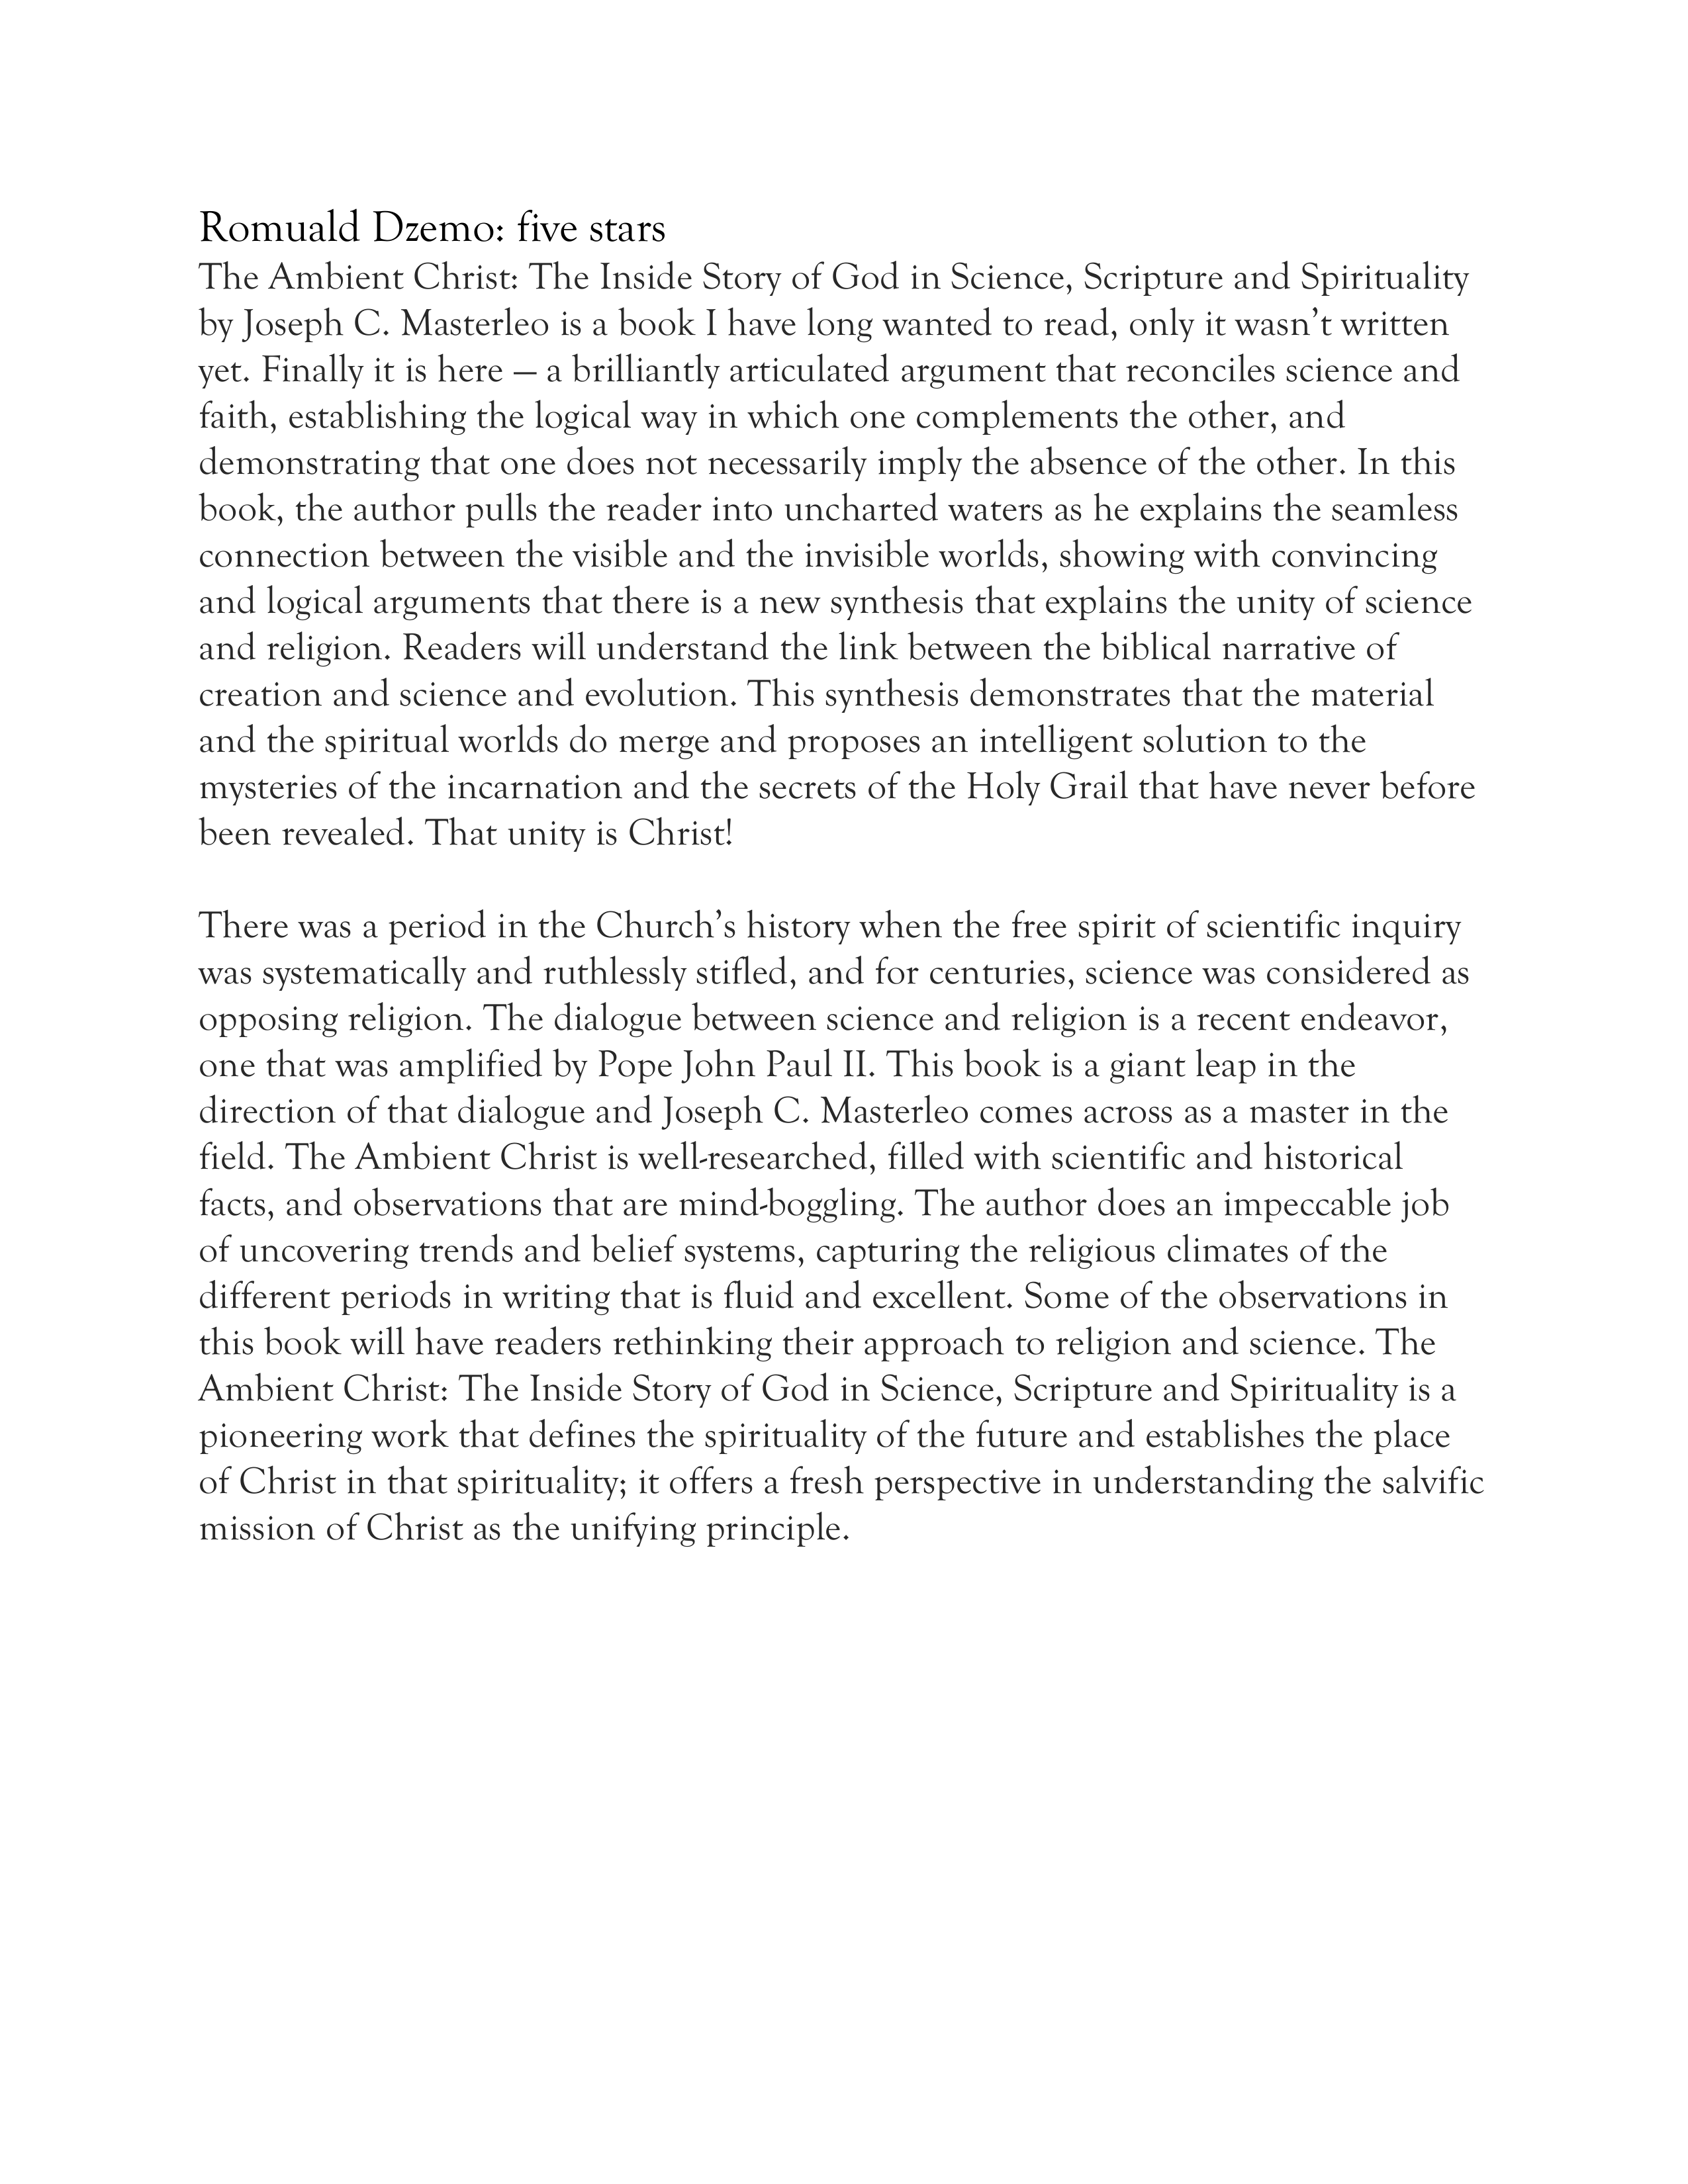 Romuald Dzemo: five stars
The Ambient Christ: The Inside Story of God in Science, Scripture and Spirituality
by Joseph C. Masterleo is a book I have long wanted to read, only it wasn’t written
yet. Finally it is here — a brilliantly articulated argument that reconciles science and
faith, establishing the logical way in which one complements the other, and
demonstrating that one does not necessarily imply the absence of the other. In this
book, the author pulls the reader into uncharted waters as he explains the seamless
connection between the visible and the invisible worlds, showing with convincing
and logical arguments that there is a new synthesis that explains the unity of science
and religion. Readers will understand the link between the biblical narrative of
creation and science and evolution. This synthesis demonstrates that the material
and the spiritual worlds do merge and proposes an intelligent solution to the
mysteries of the incarnation and the secrets of the Holy Grail that have never before
been revealed. That unity is Christ!
There was a period in the Church’s history when the free spirit of scientific inquiry
was systematically and ruthlessly stifled, and for centuries, science was considered as
opposing religion. The dialogue between science and religion is a recent endeavor,
one that was amplified by Pope John Paul II. This book is a giant leap in the
direction of that dialogue and Joseph C. Masterleo comes across as a master in the
field. The Ambient Christ is well-researched, filled with scientific and historical
facts, and observations that are mind-boggling. The author does an impeccable job
of uncovering trends and belief systems, capturing the religious climates of the
different periods in writing that is fluid and excellent. Some of the observations in
this book will have readers rethinking their approach to religion and science. The
Ambient Christ: The Inside Story of God in Science, Scripture and Spirituality is a
pioneering work that defines the spirituality of the future and establishes the place
of Christ in that spirituality; it offers a fresh perspective in understanding the salvific
mission of Christ as the unifying principle.